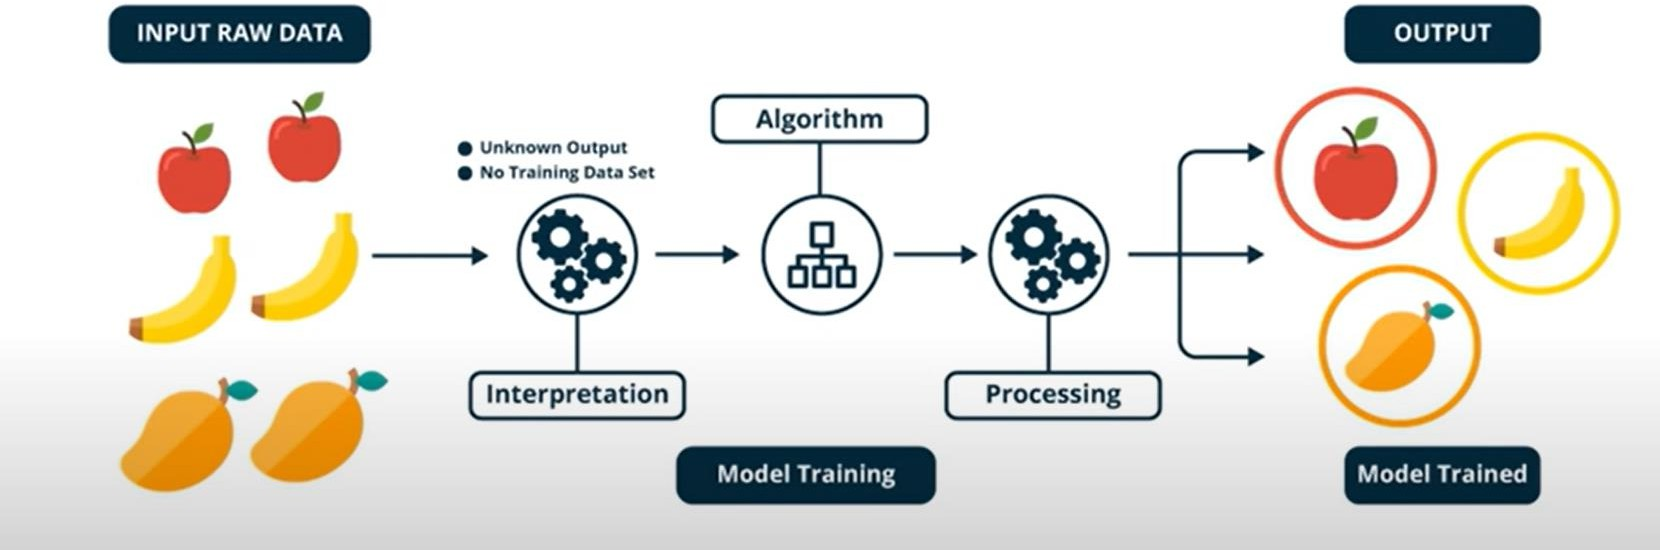 INPUT RAW DATA
OUTPUT
Algorithm
Unknown Output
No Training Data Set
Interpretation
Processing
Model Training
Model Trained